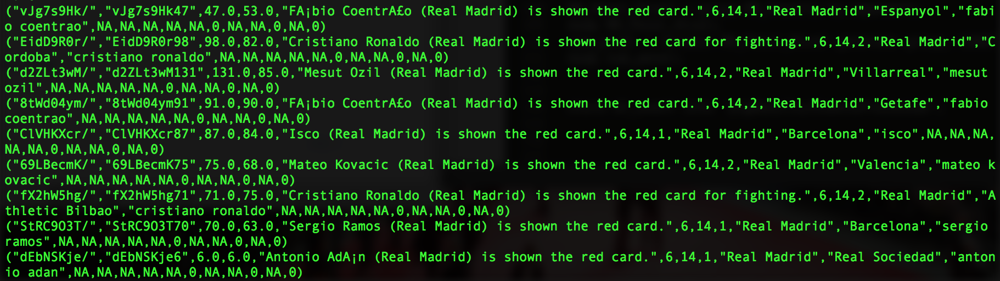 ("vJg7s9Hk/","vJg7s9Hk47",47.0,53.0,"FA¡bio CoentrA£o (Real Madrid) is shown the red card.",6,14,1,"Real Madrid","Espanyol","fabi
o coentrao",NA,NA,NA,NA,NA,0,NA,NA,0,NA,0)
("EidD9R0r/","EidD9R0r98",98.0,82.0,"Cristiano Ronaldo (Real Madrid) is shown the red card for fighting.",6,14,2,"Real Madrid","C
ordoba","cristiano ronaldo",NA,NA,NA,NA,NA,0,NA,NA,0,NA,0)
("d2ZLt3wM/","d2ZLt3wM131",131.0,85.0,"Mesut Ozil (Real Madrid) is shown the red card.",6,14,2,"Real Madrid","Villarreal","mesut
ozil",NA,NA,NA,NA,NA,0,NA,NA,0,NA,0)
("8tWd04ym/","8tWd04ym91",91.0,90.0,"FA¡bio CoentrA£o (Real Madrid) is shown the red card.",6,14,2,"Real Madrid","Getafe","fabio
coentrao",NA,NA,NA,NA,NA,0,NA,NA,0,NA,0)
("ClVHKXcr/","ClVHKXcr87",87.0,84.0,"Isco (Real Madrid) is shown the red card.",6,14,1,"Real Madrid","Barcelona","isco",NA,NA,NA,
NA,NA,0,NA,NA,0,NA,0)
("69LBecmK/","69LBecmK75",75.0,68.0,"Mateo Kovacic (Real Madrid) is shown the red card.",6,14,2,"Real Madrid","Valencia","mateo k
ovacic",NA,NA,NA,NA,NA,0,NA,NA,0,NA,0)
("fX2hW5hg/","fX2hW5hg71",71.0,75.0,"Cristiano Ronaldo (Real Madrid) is shown the red card for fighting.",6,14,2,"Real Madrid","A
thletic Bilbao","cristiano ronaldo",NA,NA,NA,NA,NA,0,NA,NA,0,NA,0)
("StRC9O3T/","StRC9O3T70",70.0,63.0,"Sergio Ramos (Real Madrid) is shown the red card.",6,14,1,"Real Madrid","Barcelona","sergio
ramos",NA,NA,NA,NA,NA,0,NA,NA,0,NA,0)
("dEbNSKje/","dEbNSKje6",6.0,6.0,"Antonio AdA¡n (Real Madrid) is shown the red card.",6,14,1,"Real Madrid","Real Sociedad","anton
io adan",NA,NA,NA,NA,NA,0,NA,NA,0,NA,0)